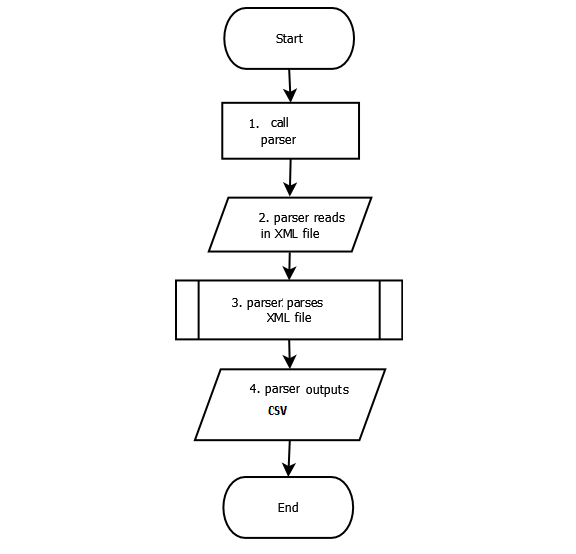 Start
1. call
parser
2. parser reads
in XML file
3. parser parses
XML file
4. parser outputs
CSV
End